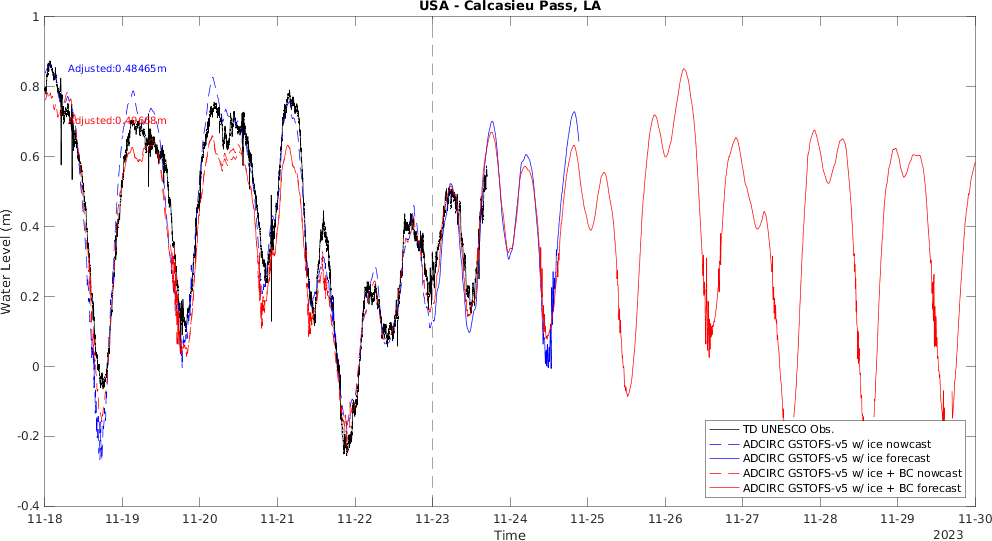 USA - Calcasieu Pass, LA
Water Level (m)
1
0.8
0.6
0.4
0.2
0
-0.2
-0.4
Adjusted:0.48465m
11-18
11-19
11-20
11-21
11-22
11-23
11-24
11-25
11-26
11-27
11-28
11-29
11-30
Time
2023
TD UNESCO Obs.
ADCIRC GSTOFS-v5 w/ ice nowcast
ADCIRC GSTOFS-v5 w/ ice forecast
ADCIRC GSTOFS-v5 w/ ice + BC nowcast
ADCIRC GSTOFS-v5 w/ ice + BC forecast